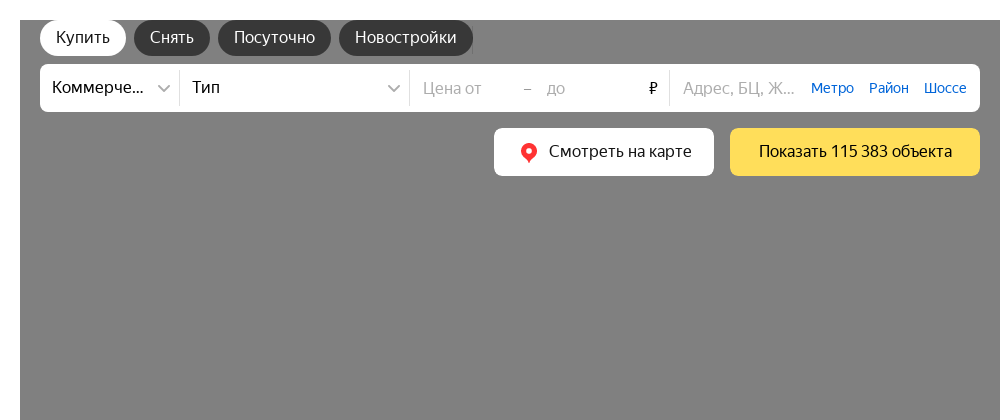 Купить Снять Посуточно Новостройки
Коммерче... Тип Цена от – до ₽ Адрес, БЦ, Ж... Метро Район Шоссе
Смотреть на карте Показать 115 383 объекта